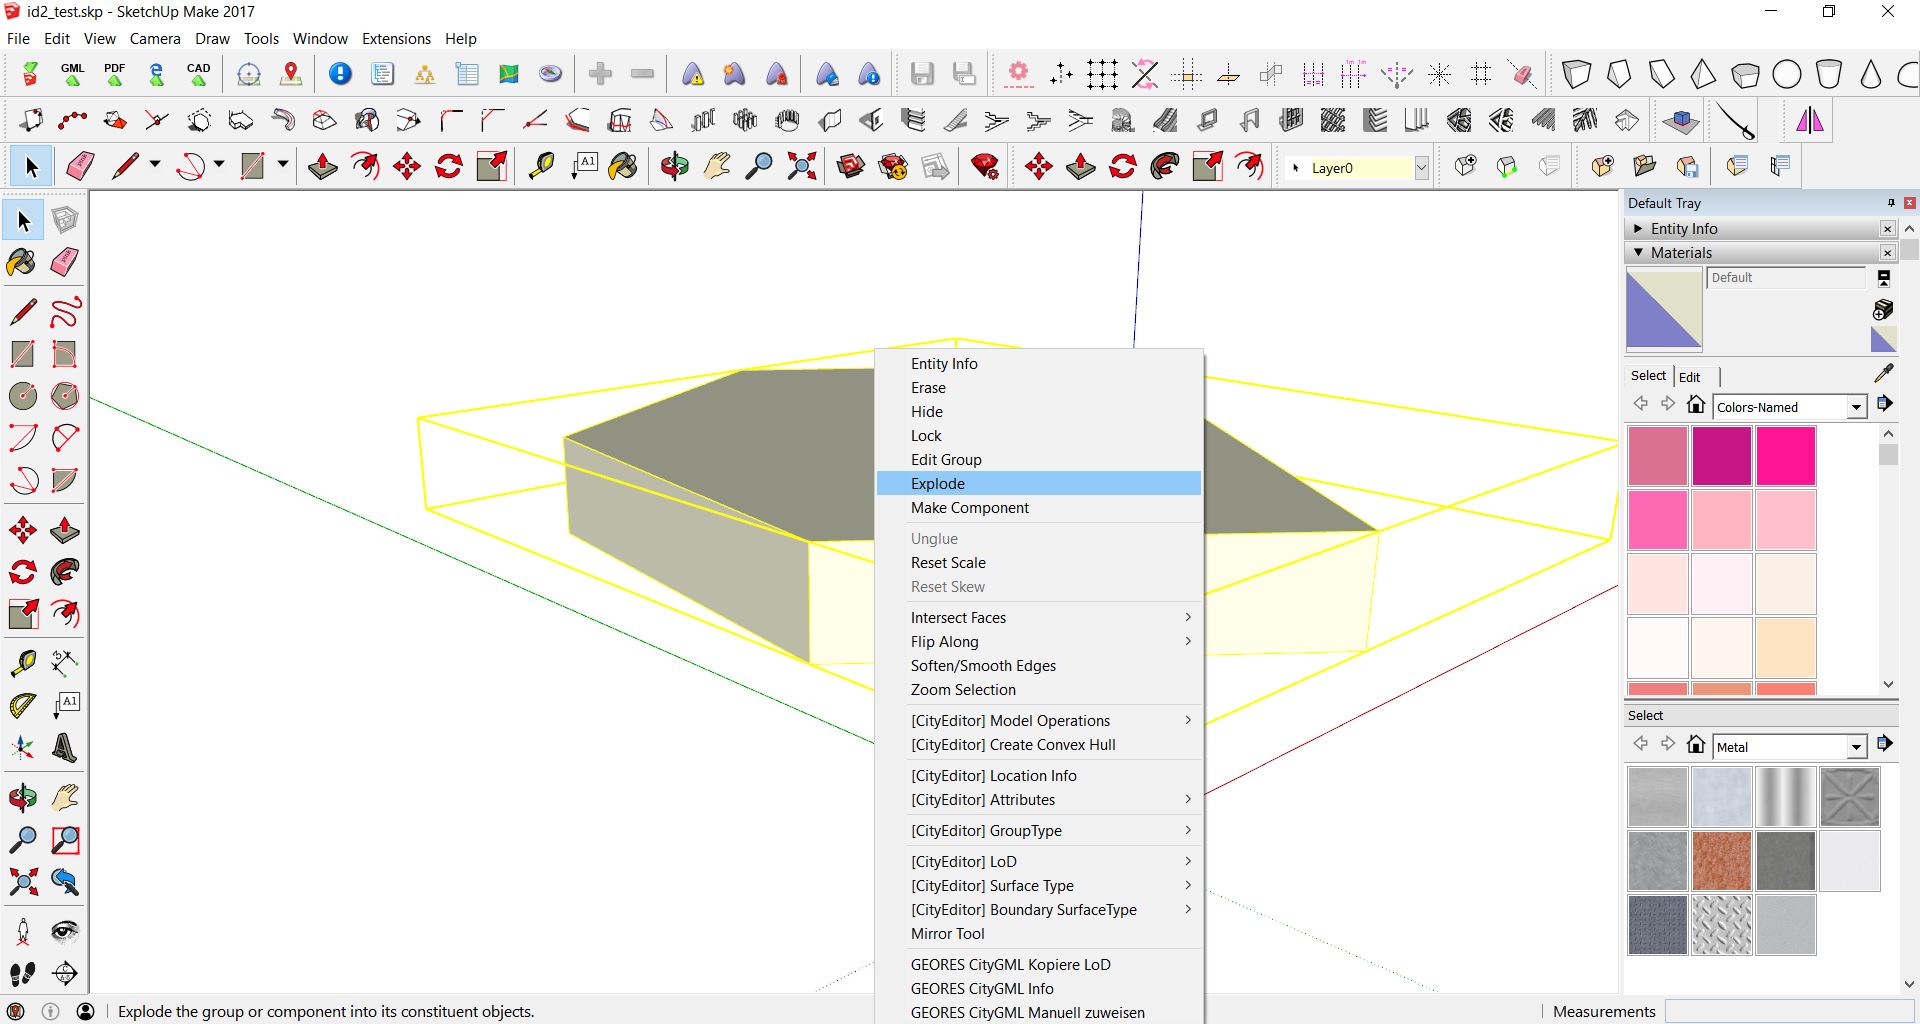 id2_test.skp - SketchUp Make 2017
File Edit View Camera Draw Tools Window Extensions Help
GML PDF CAD
A1 Layer0
Default Tray
Entity Info
Materials
Default
Select Edit
Colors-Named
Select
Metal
A1
Entity Info
Erase
Hide
Lock
Edit Group
Explode
Make Component
Unglue
Reset Scale
Reset Skew
Intersect Faces
Flip Along
Soften/Smooth Edges
Zoom Selection
[CityEditor] Model Operations
[CityEditor] Create Convex Hull
[CityEditor] Location Info
[CityEditor] Attributes
[CityEditor] GroupType
[CityEditor] LoD
[CityEditor] Surface Type
[CityEditor] Boundary SurfaceType
Mirror Tool
GEORES CityGML Kopiere LoD
GEORES CityGML Info
GEORES CityGML Manuell zuweisen
Explode the group or component into its constituent objects.
Measurements